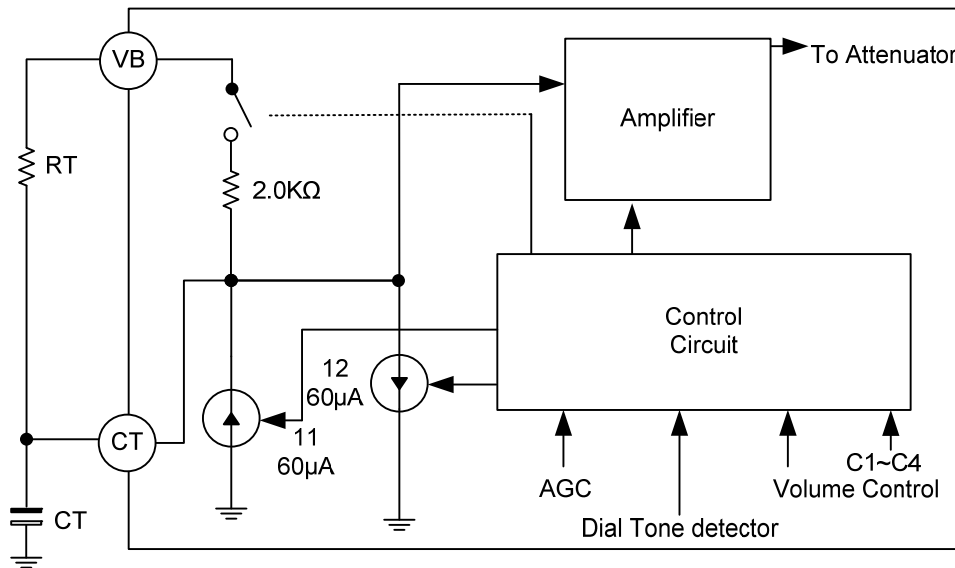 VB
To Attenuator
Amplifier
RT
2.0KΩ
Control
Circuit
12
60µA
11
60µA
CT
CT
AGC
C1~C4
Volume Control
Dial Tone detector